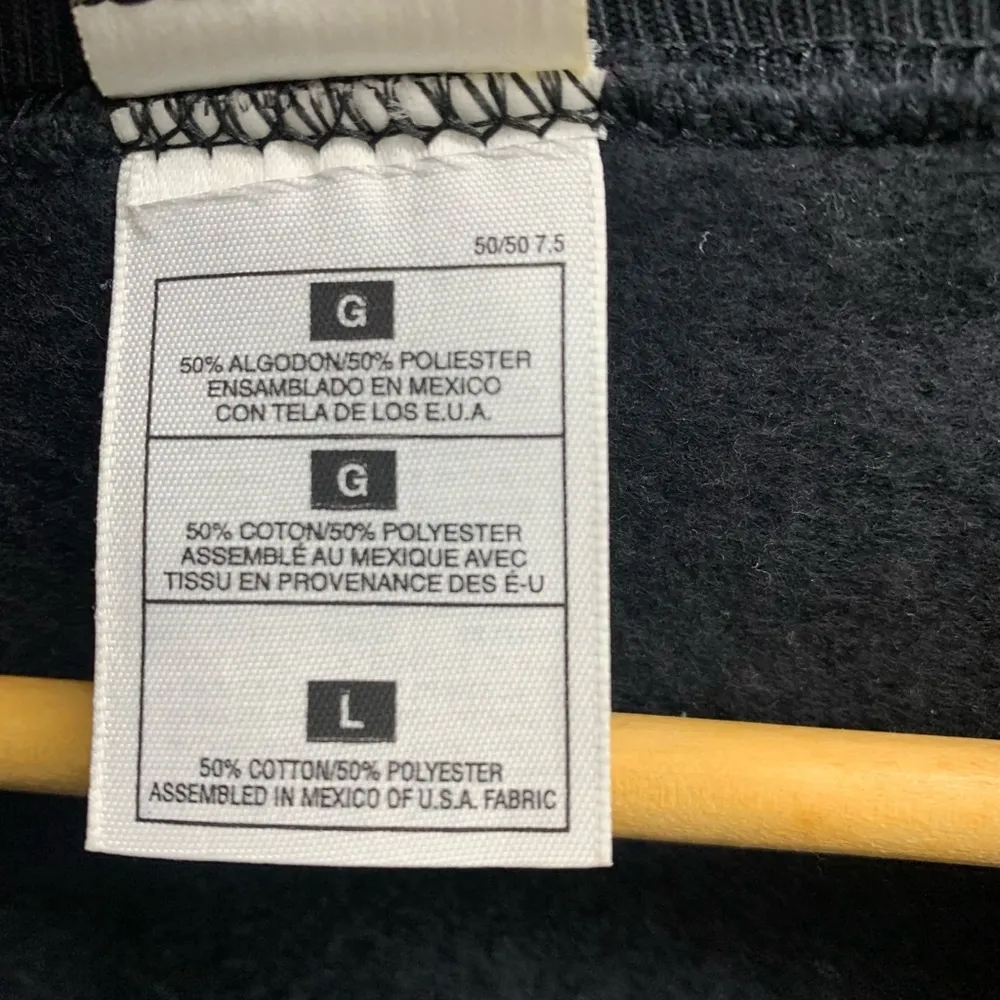 50/50 7.5
G
50% ALGODON/50% POLIESTER
ENSAMBLADO EN MEXICO
CON TELA DE LOS E.U.A.
G
50% COTON/50% POLYESTER
ASSEMBLÉ AU MEXIQUE AVEC
TISSU EN PROVENANCE DES É-U
L
50% COTTON/50% POLYESTER
ASSEMBLED IN MEXICO OF U.S.A. FABRIC